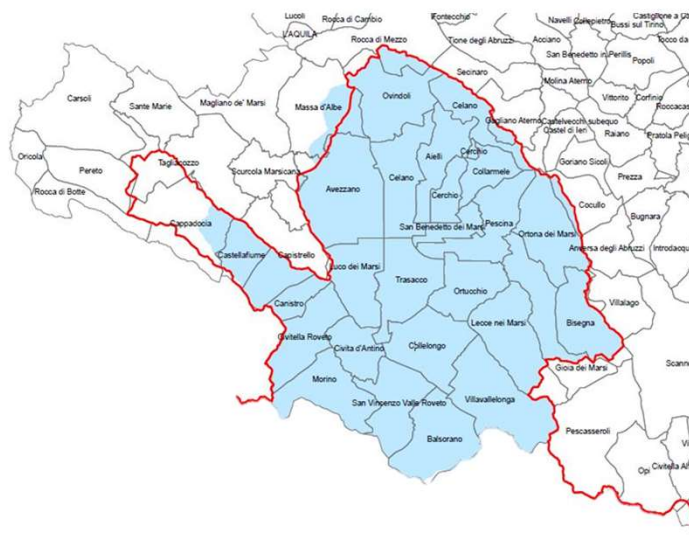 Lucoli
Rocca di Cambio
Fontecchio
Navelli
Collepietro
L'AQUILA
Bussi sul Tirino
Rocca di Mezzo
Tione degli Abruzzi
Acciano
San Benedetto in Perillis
Popoli
Carsoli
Sante Marie
Magliano de' Marsi
Massa d'Albe
Ovindoli
Celano
Secinaro
Molina Aterno
Vittorito
Corfinio
Gagliano Aterno
Castelvecchi subequo
Castel di Ieri
Raiano
Oricola
Pereto
Tagliacozzo
Scurcola Marsicana
Aielli
Cerchio
Collarmele
Goriano Sicoli
Prezza
Rocca di Botte
Avezzano
Celano
Cerchio
Pescina
Cocullo
Bugnara
Cappadocia
San Benedetto dei Marsi
Ortona dei Marsi
Anversa degli Abruzzi
Castellafiume
Capistrello
Luco dei Marsi
Trasacco
Ortucchio
Villalago
Canistro
Lecce nei Marsi
Bisegna
Civitella Roveto
Civita d'Antino
Collelongo
Gioia dei Marsi
Morino
San Vincenzo Valle Roveto
Villavallelonga
Pescasseroli
Balsorano
Opi